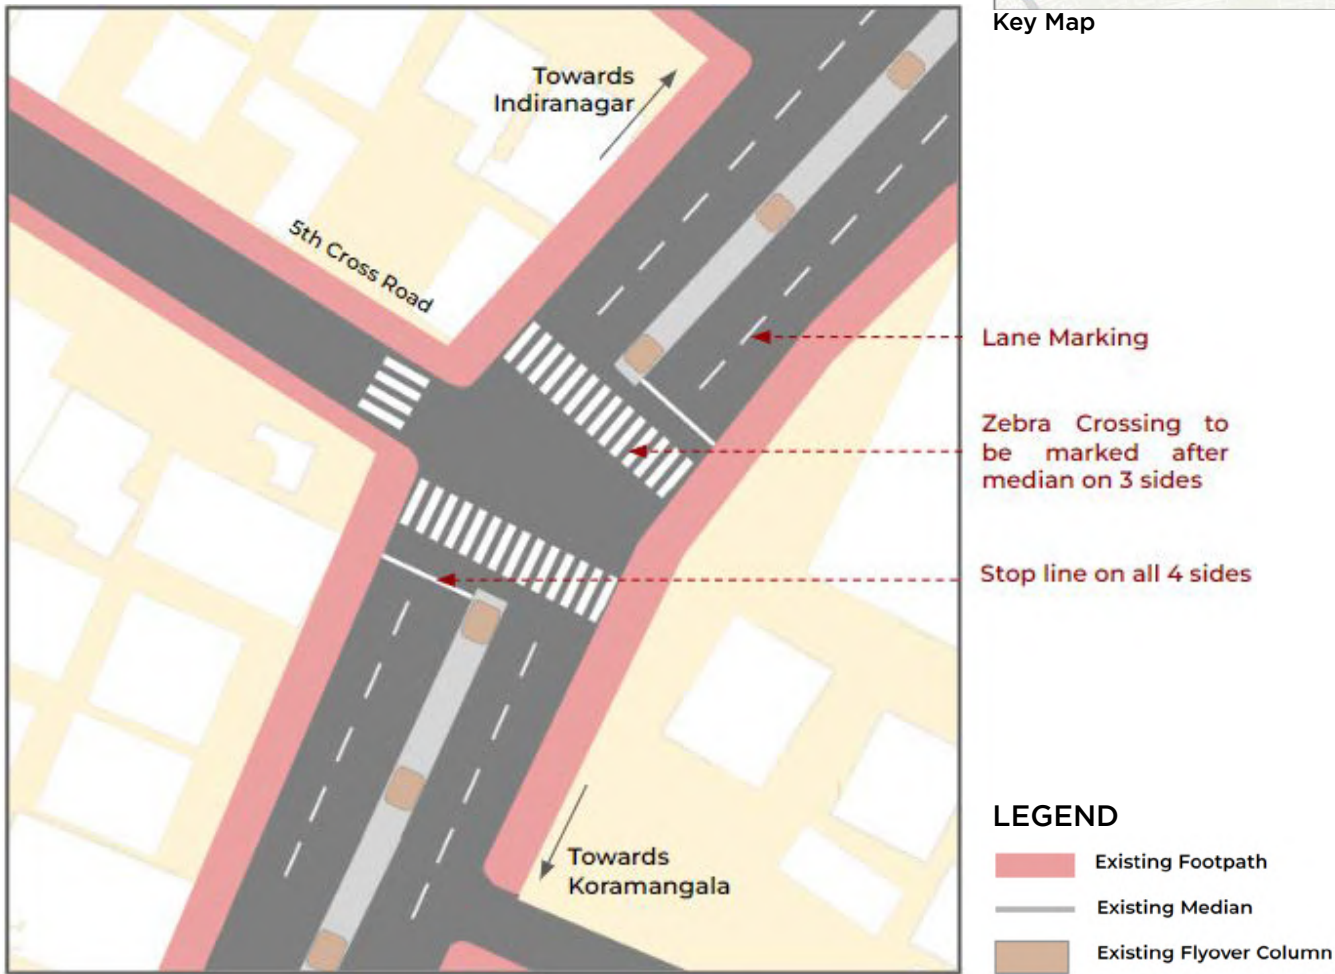 Key Map
Towards
Indiranagar
5th Cross Road
Lane Marking
Zebra Crossing to
be marked after
median on 3 sides
Stop line on all 4 sides
Towards
Koramangala
LEGEND
Existing Footpath
Existing Median
Existing Flyover Column